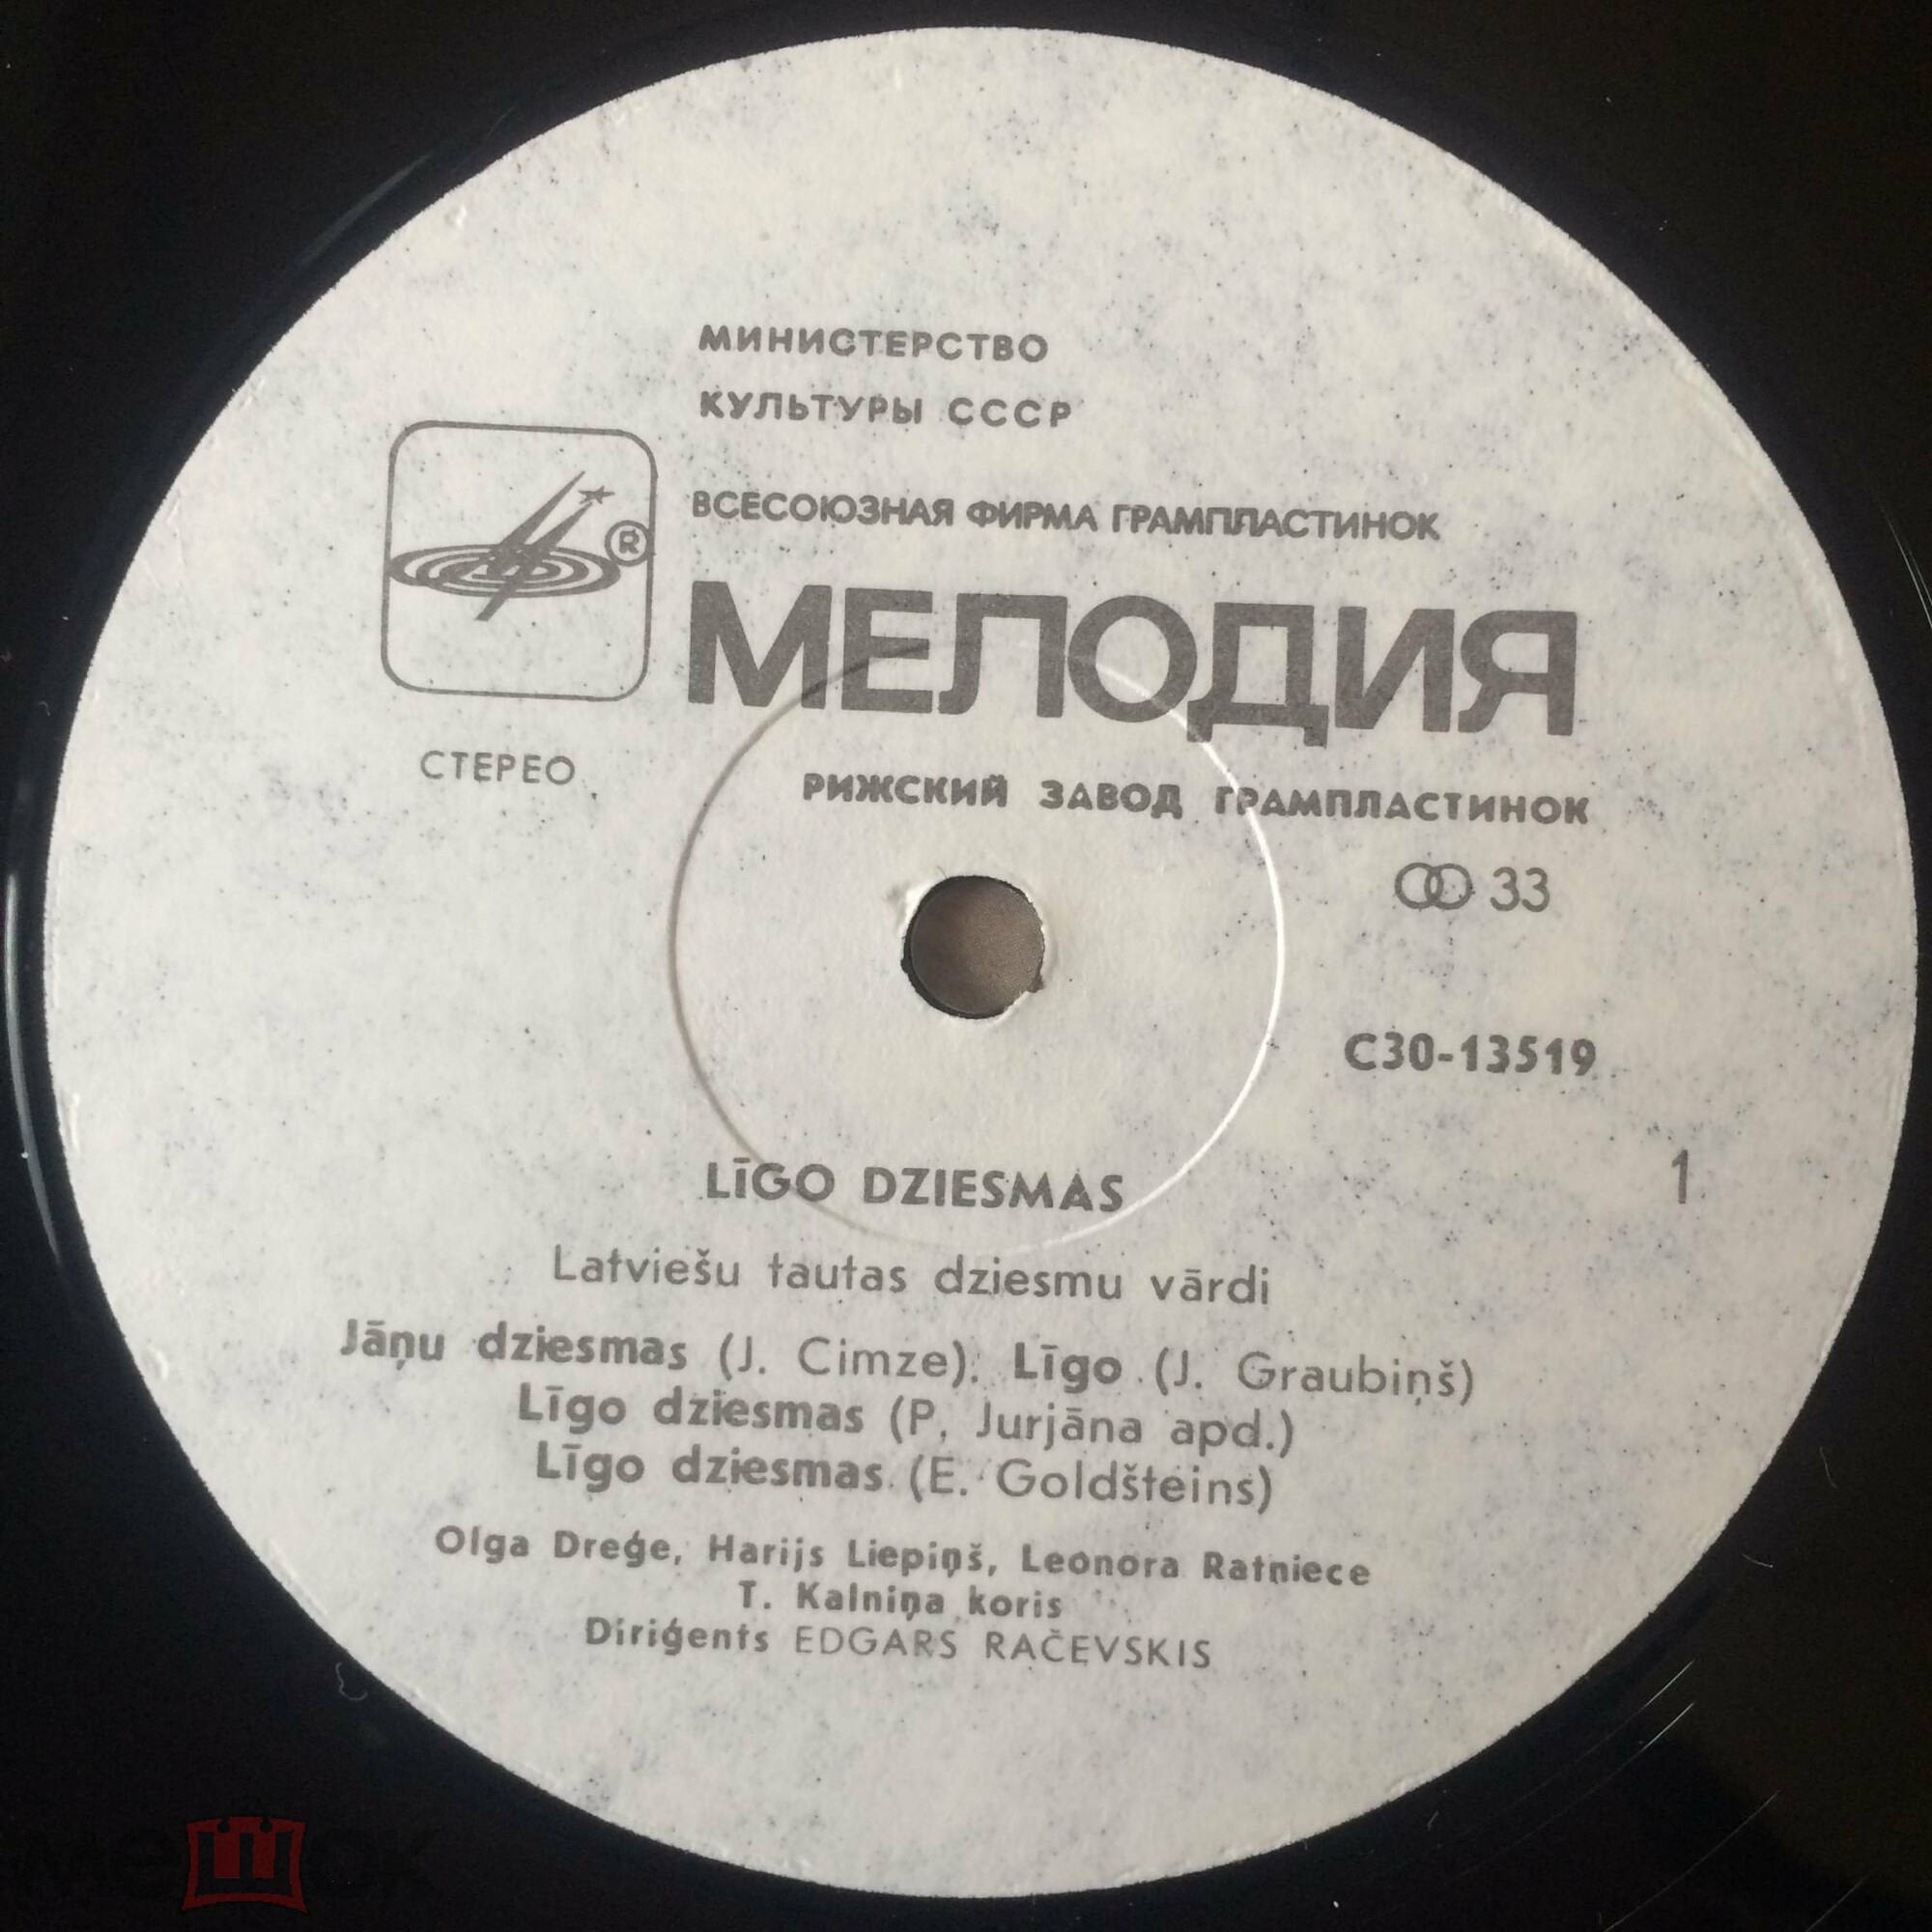 МИНИСТЕРСТВО
КУЛЬТУРЫ СССР
ВСЕСОЮЗНАЯ ФИРМА ГРАМПЛАСТИНОК
®
МЕЛОДИЯ
СТЕРЕО
РИЖСКИЙ ЗАВОД ГРАМПЛАСТИНОК
33
С30-13519
1
LĪGO DZIESMAS
Latviešu tautas dziesmu vārdi
Jāņu dziesmas (J. Cimze). Līgo (J. Graubiņš)
Līgo dziesmas (P. Jurjāna apd.)
Līgo dziesmas (E. Goldšteins)
Olga Dreģe, Harijs Liepiņš, Leonora Ratniece
T. Kalniņa koris
Diriģents EDGARS RAČEVSKIS
мешок